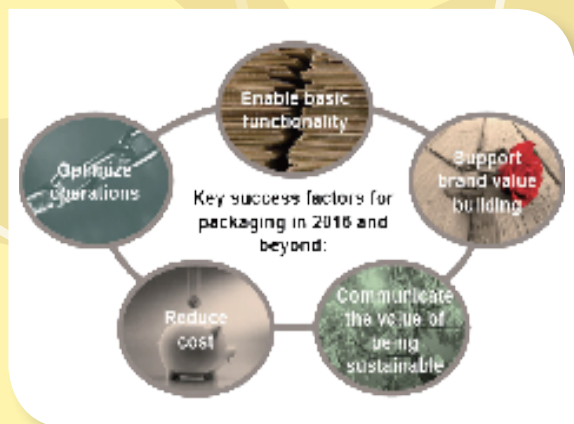 Enable basic
functionality
Support
brand value
building
Communicate
the value of
being
sustainable
Reduce
cost
Optimize
operations
Key success factors for
packaging in 2016 and
beyond: